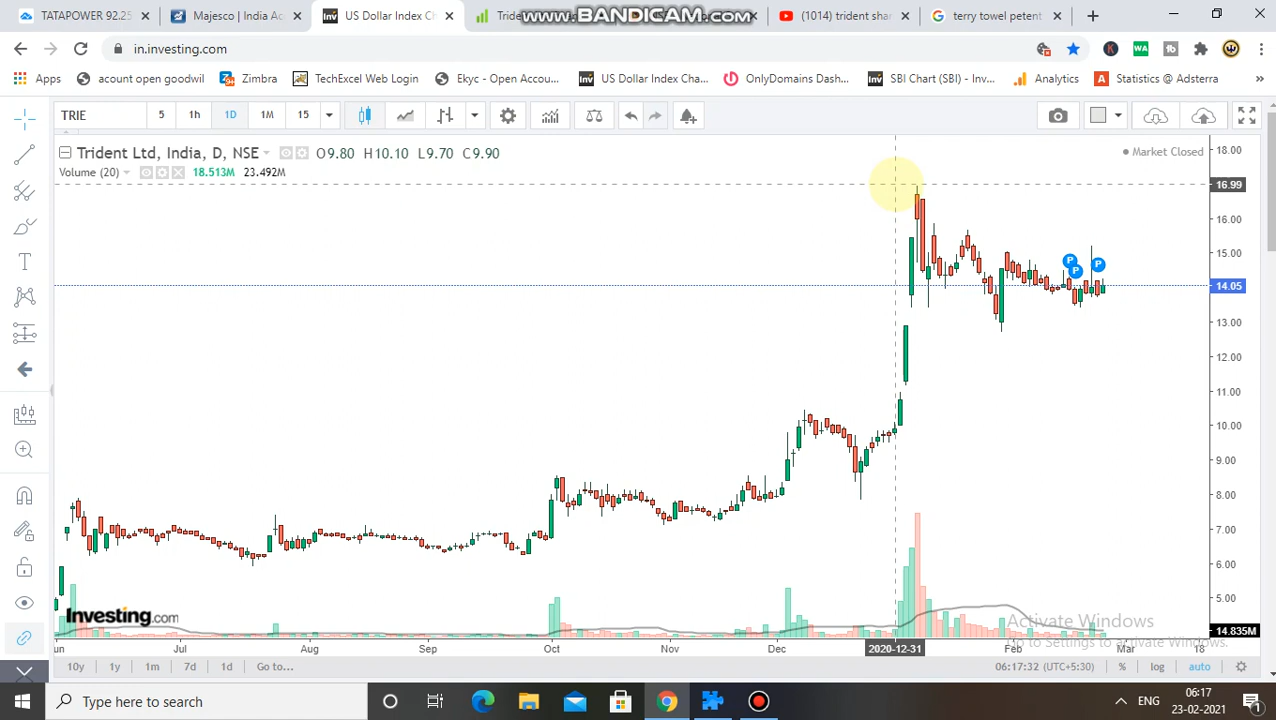 TATAPOWER 92.25
Majesco | India Ac
US Dollar Index Ch
Trid
www.BANDICAM.com
(1014) trident shar
terry towel petent
in.investing.com
Apps
acount open goodwil
Zimbra
TechExcel Web Login
Ekyc - Open Accou...
US Dollar Index Cha...
OnlyDomains Dash...
SBI Chart (SBI) - Inv...
Analytics
Statistics @ Adsterra
TRIE
5
1h
1D
1M
15
Trident Ltd, India, D, NSE
O9.80 H10.10 L9.70 C9.90
Market Closed
Volume (20)
18.513M 23.492M
18.00
16.99
16.00
15.00
14.05
13.00
12.00
11.00
10.00
9.00
8.00
7.00
6.00
5.00
14.835M
P
P
P
Investing.com
Activate Windows
Go to Settings to activate Windows.
un
Jul
Aug
Sep
Oct
Nov
Dec
2020-12-31
Feb
Mar
18
10y
1y
1m
7d
1d
Go to...
06:17:32 (UTC+5:30)
%
log
auto
Type here to search
ENG
06:17
23-02-2021
1